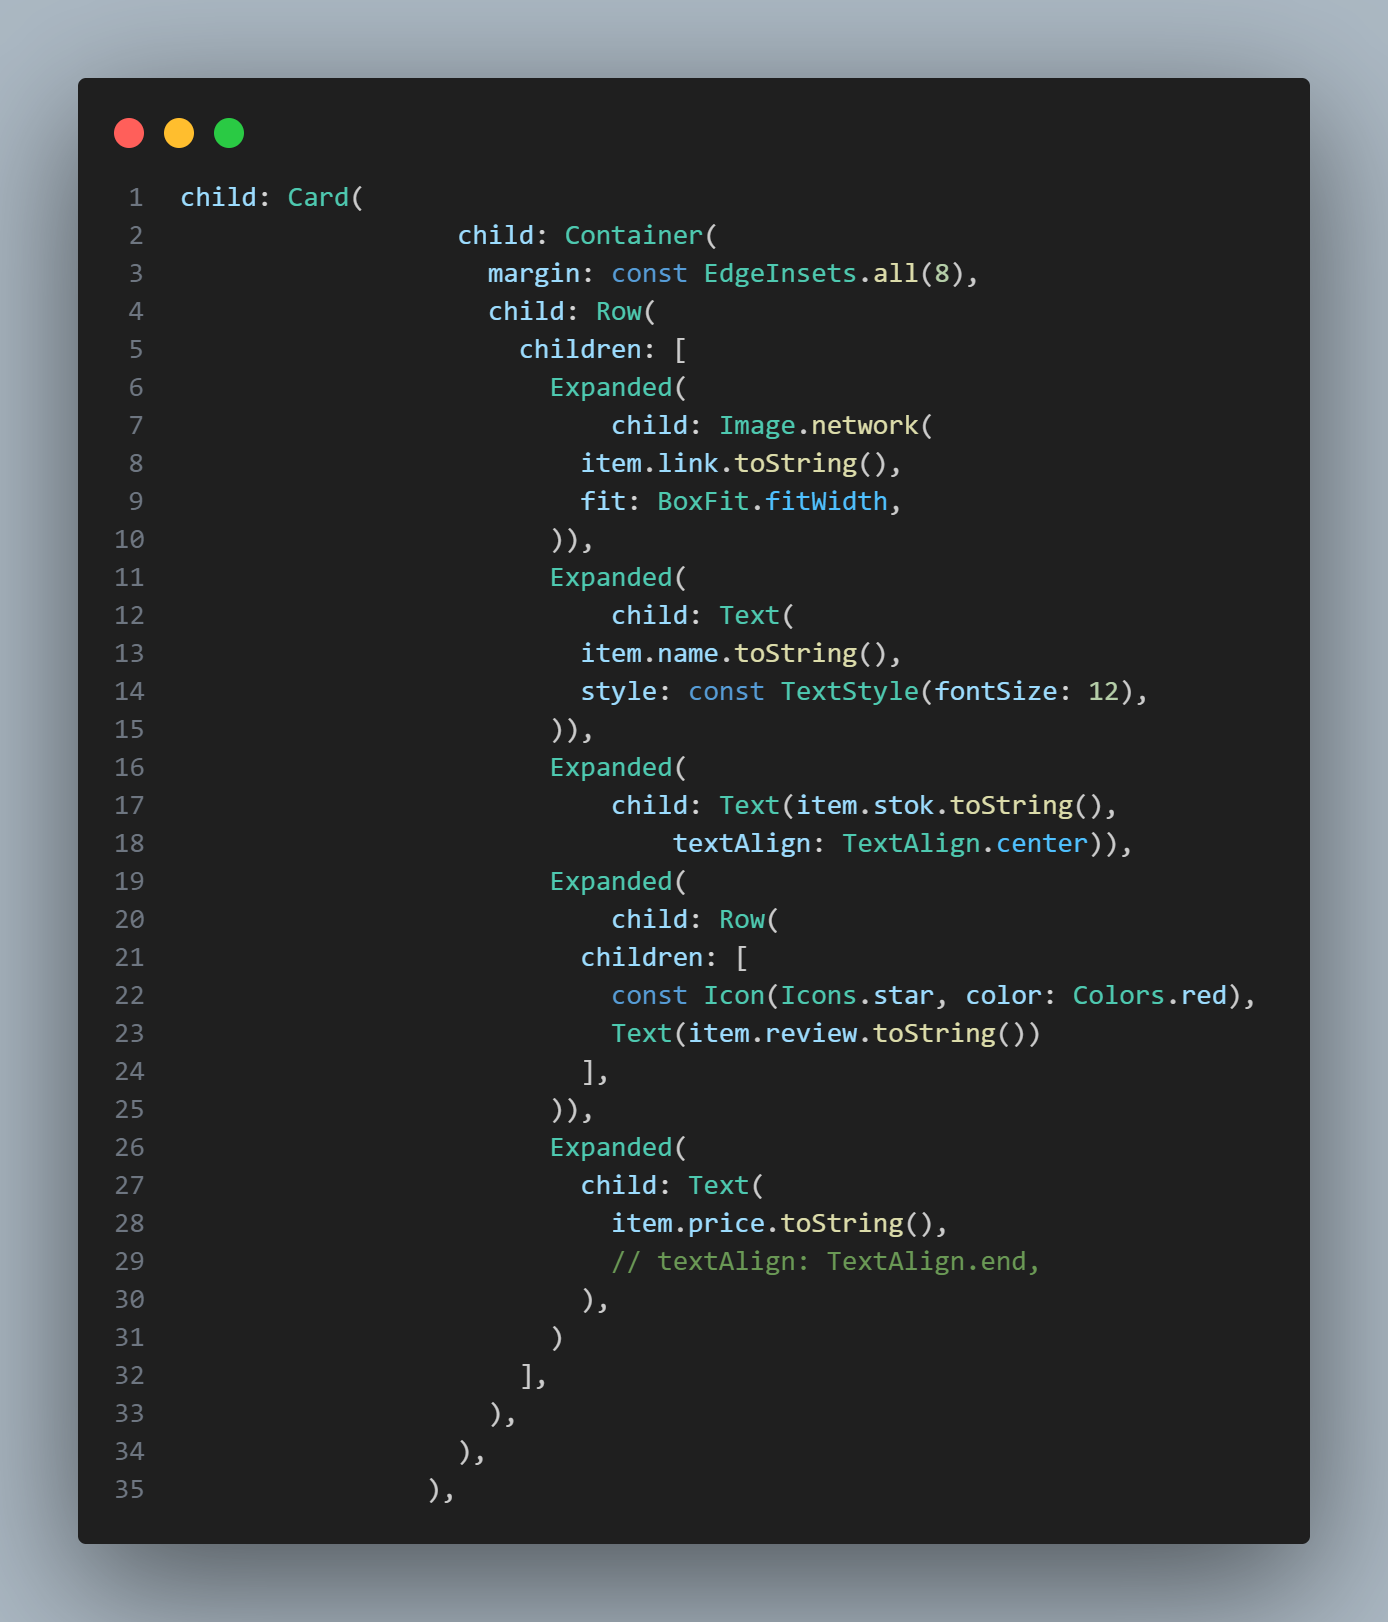 1 child: Card(
2                   child: Container(
3                     margin: const EdgeInsets.all(8),
4                     child: Row(
5                       children: [
6                         Expanded(
7                             child: Image.network(
8                           item.link.toString(),
9                           fit: BoxFit.fitWidth,
10                         )),
11                         Expanded(
12                             child: Text(
13                           item.name.toString(),
14                           style: const TextStyle(fontSize: 12),
15                         )),
16                         Expanded(
17                             child: Text(item.stok.toString(),
18                                 textAlign: TextAlign.center)),
19                         Expanded(
20                             child: Row(
21                           children: [
22                             const Icon(Icons.star, color: Colors.red),
23                             Text(item.review.toString())
24                           ],
25                         )),
26                         Expanded(
27                           child: Text(
28                             item.price.toString(),
29                             // textAlign: TextAlign.end,
30                           ),
31                         )
32                       ],
33                     ),
34                   ),
35                 ),